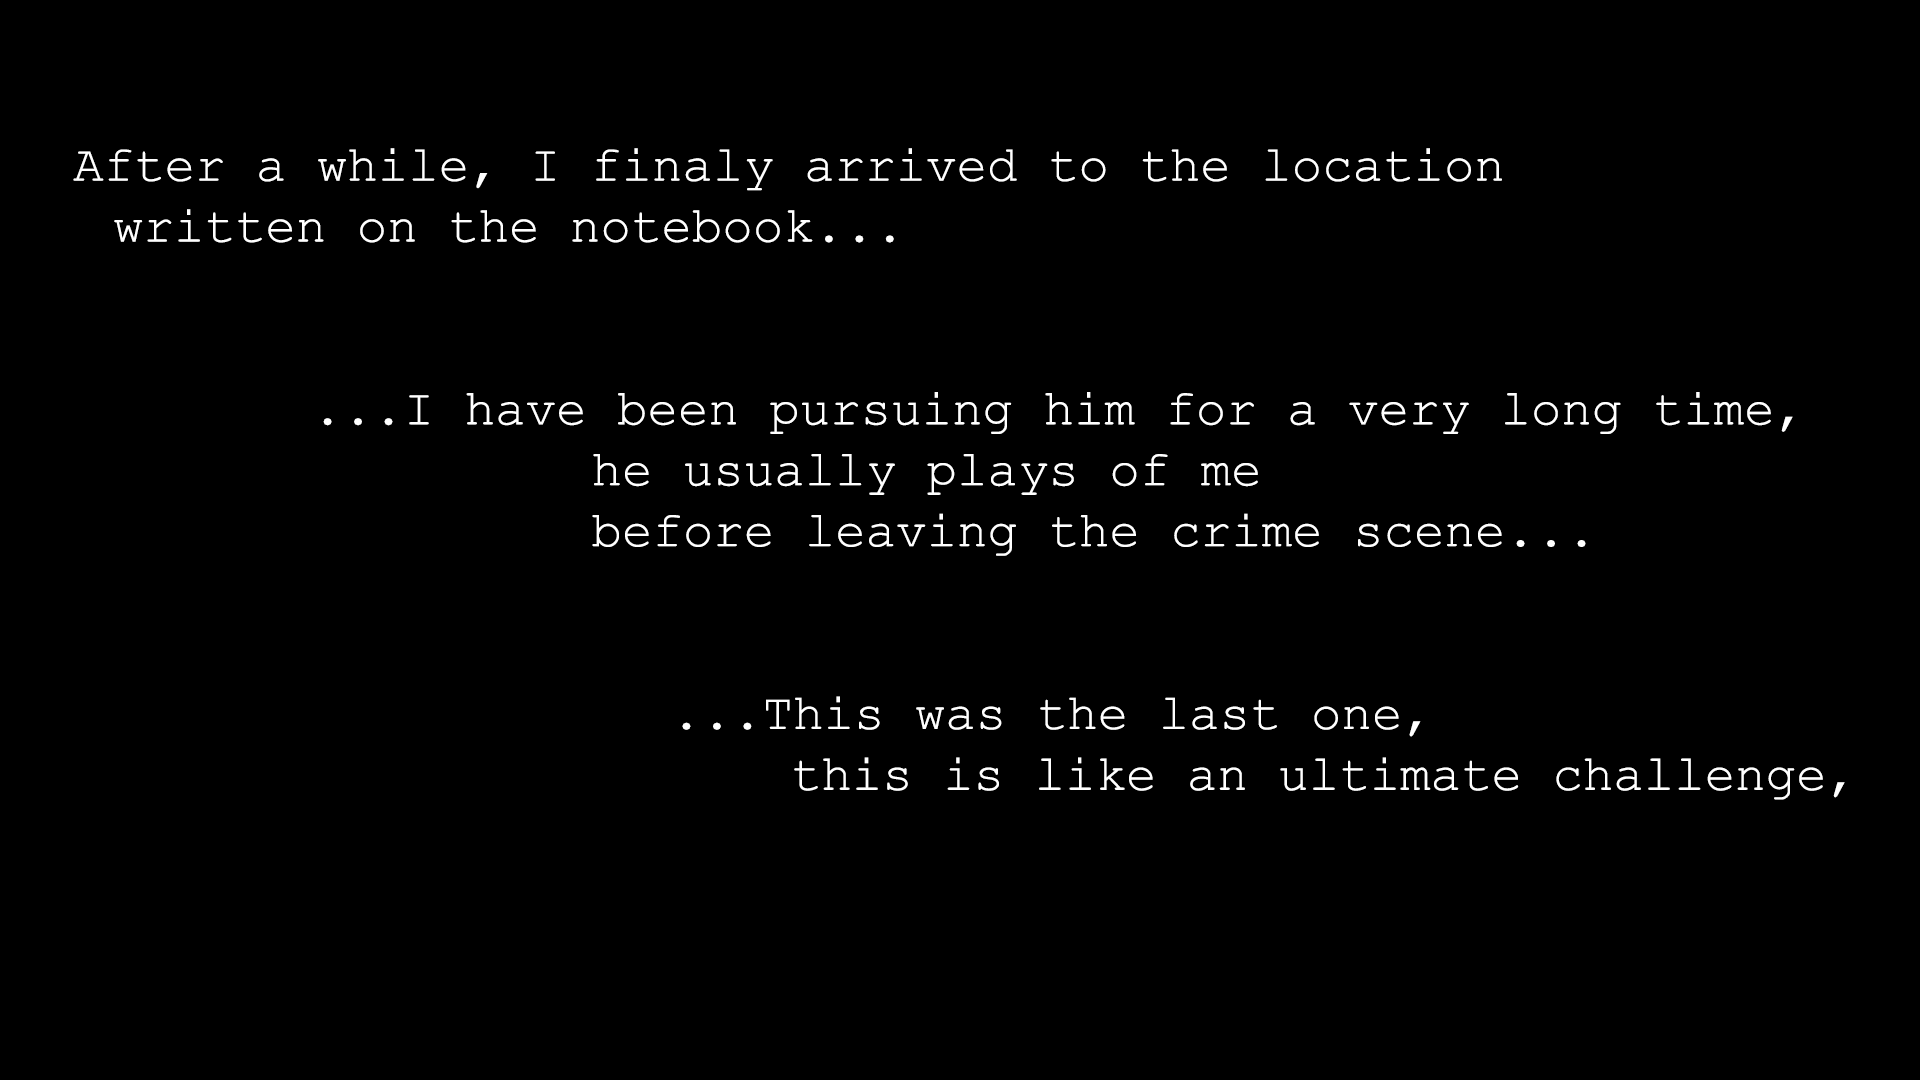 After a while, I finaly arrived to the location
written on the notebook...
...I have been pursuing him for a very long time,
he usually plays of me
before leaving the crime scene...
...This was the last one,
this is like an ultimate challenge,